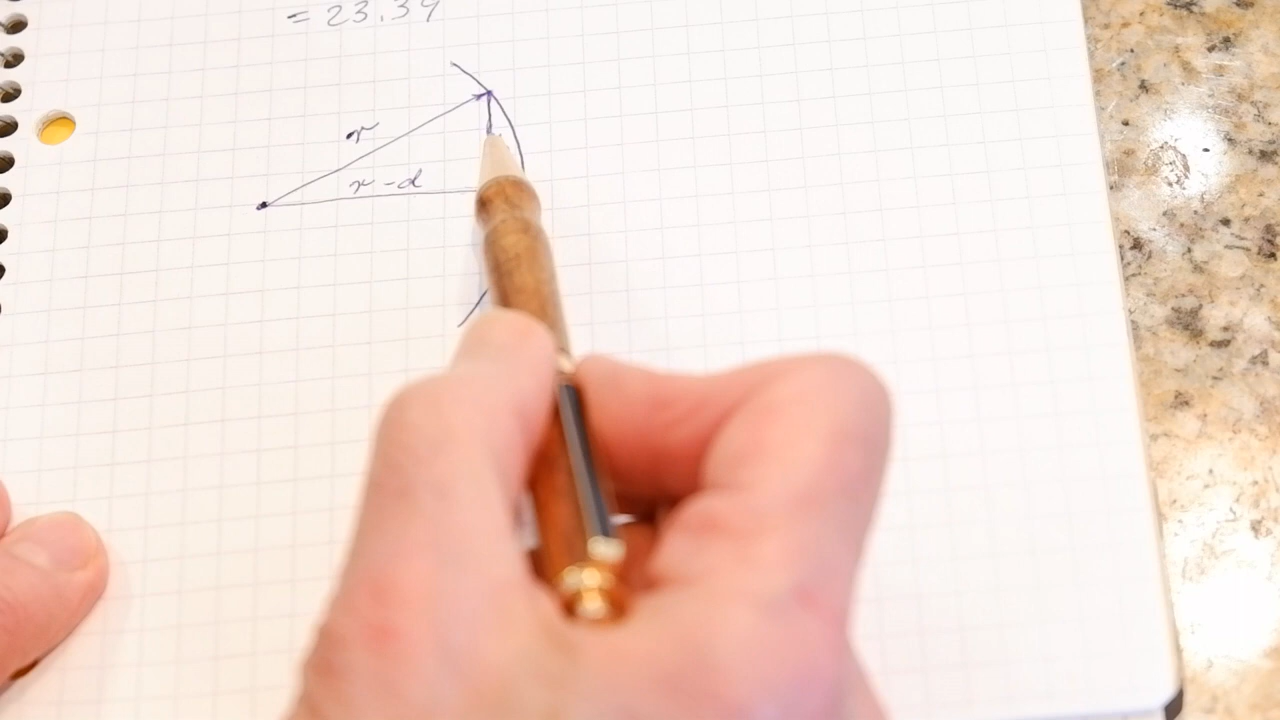 = 23.39
r
r - d